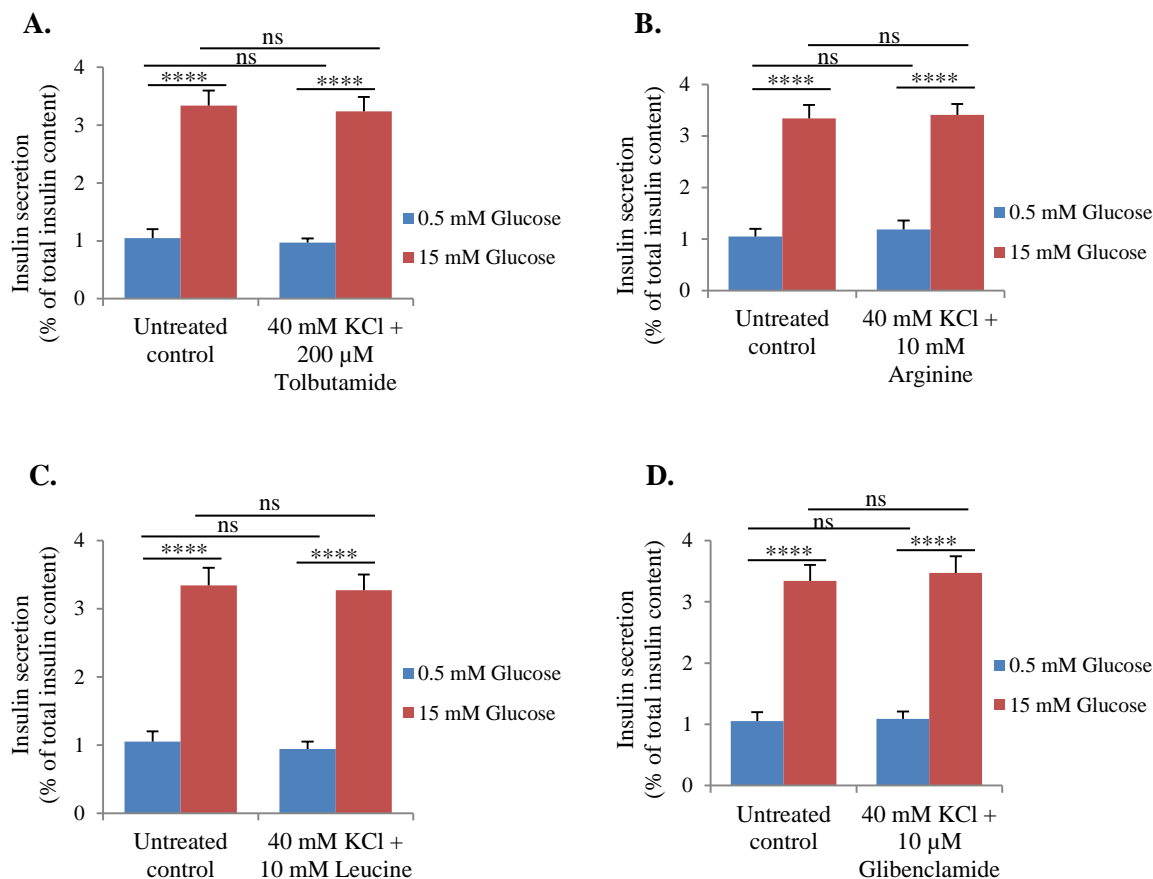 A.
ns
ns
**** ****
Insulin secretion
(% of total insulin content)
4
3
2
1
0
0.5 mM Glucose
15 mM Glucose
Untreated
control
40 mM KCl +
200 µM
Tolbutamide
B.
ns
ns
**** ****
Insulin secretion
(% of total insulin content)
4
3
2
1
0
0.5 mM Glucose
15 mM Glucose
Untreated
control
40 mM KCl +
10 mM
Arginine
C.
ns
ns
**** ****
Insulin secretion
(% of total insulin content)
4
3
2
1
0
0.5 mM Glucose
15 mM Glucose
Untreated
control
40 mM KCl +
10 mM Leucine
D.
ns
ns
**** ****
Insulin secretion
(% of total insulin content)
4
3
2
1
0
0.5 mM Glucose
15 mM Glucose
Untreated
control
40 mM KCl +
10 µM
Glibenclamide